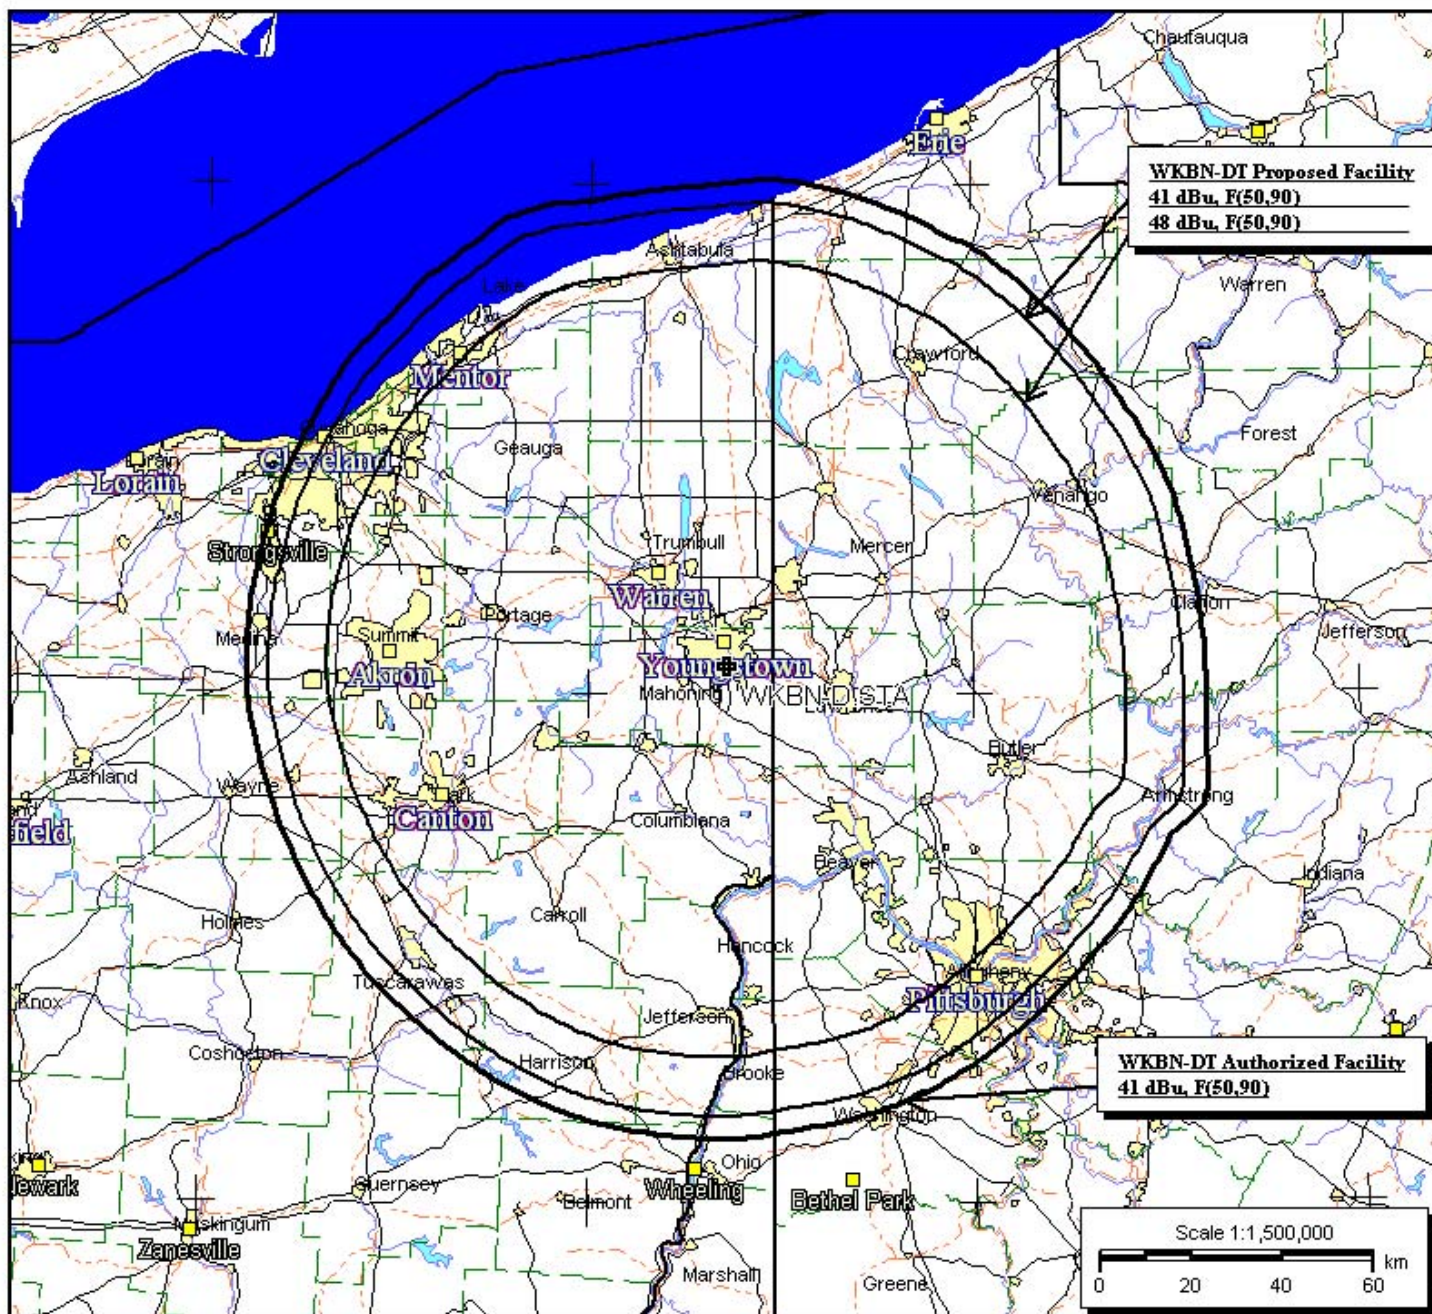 Chautauqua
Erie
WKBN-DT Proposed Facility
41 dBu, F(50,90)
48 dBu, F(50,90)
Ashtabula
Lake
Warren
Crawford
Mentor
Forest
Geauga
Cleveland
Lorain
Venango
Strongsville
Trumbull
Mercer
Warren
Clarion
Portage
Medina
Summit
Jefferson
Akron
Youngstown
Mahoning
WKBN-DISTA
Butler
Ashland
Wayne
Armstrong
Canton
field
Columbiana
Beaver
Indiana
Carroll
Holmes
Hancock
Allegheny
Tuscarawas
Knox
Pittsburgh
Jefferson
Coshocton
Harrison
Brooke
WKBN-DT Authorized Facility
41 dBu, F(50,90)
Washington
Ohio
Wheeling
Guernsey
Belmont
Bethel Park
ewark
Muskingum
Zanesville
Marshall
Greene
Scale 1:1,500,000
km
0 20 40 60